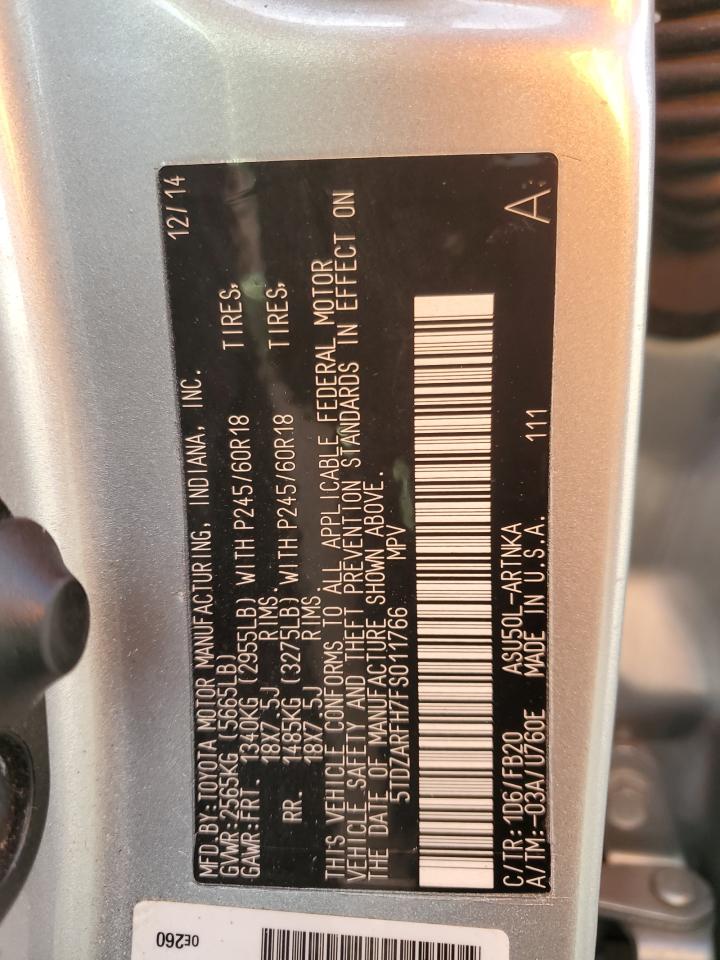 MFD.BY:TOYOTA MOTOR MANUFACTURING, INDIANA, INC. 12/14
GVWR:2565KG (5665LB)
GAWR:FRT. 1340KG (2955LB) WITH P245/60R18 TIRES,
18X7.5J RIMS.
RR. 1485KG (3275LB) WITH P245/60R18 TIRES,
18X7.5J RIMS.
THIS VEHICLE CONFORMS TO ALL APPLICABLE FEDERAL MOTOR
VEHICLE SAFETY AND THEFT PREVENTION STANDARDS IN EFFECT ON
THE DATE OF MANUFACTURE SHOWN ABOVE.
5TDZARFH7FS011766 MPV
C/TR:1D6/FB20 ASU50L-ARTNKA
A/TM:-03A/U760E MADE IN U.S.A. 111 A:
0E260